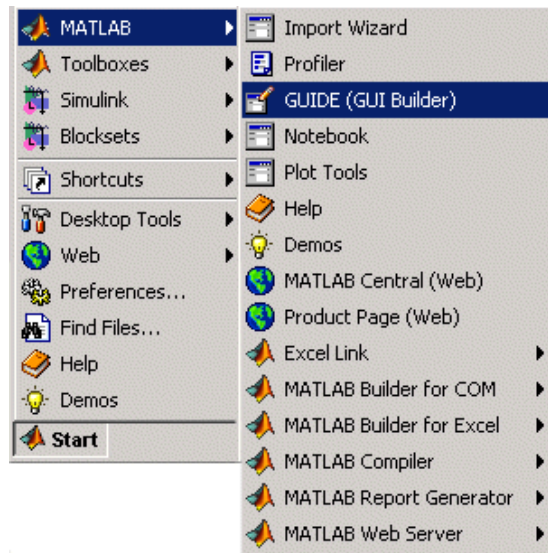 MATLAB
Toolboxes
Simulink
Blocksets
Shortcuts
Desktop Tools
Web
Preferences...
Find Files...
Help
Demos
Start
Import Wizard
Profiler
GUIDE (GUI Builder)
Notebook
Plot Tools
Help
Demos
MATLAB Central (Web)
Product Page (Web)
Excel Link
MATLAB Builder for COM
MATLAB Builder for Excel
MATLAB Compiler
MATLAB Report Generator
MATLAB Web Server